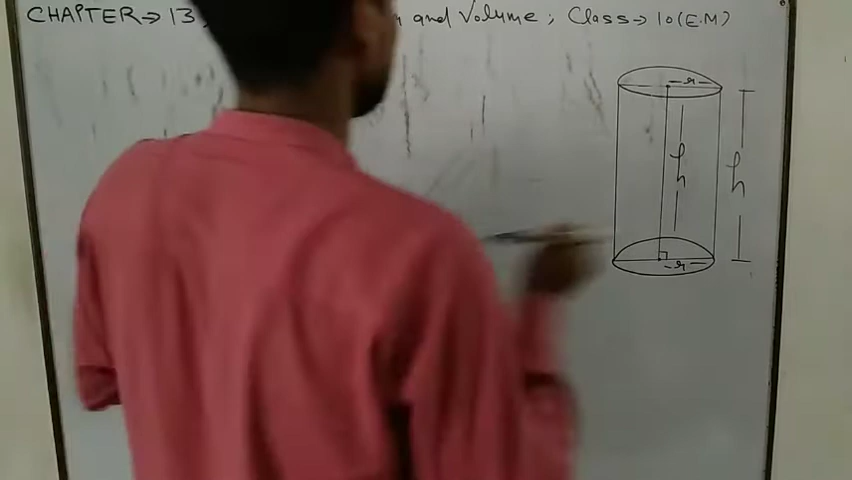 CHAPTER→ 13, and Volume ; Class→ 10 (E.M)
r
h
h
r